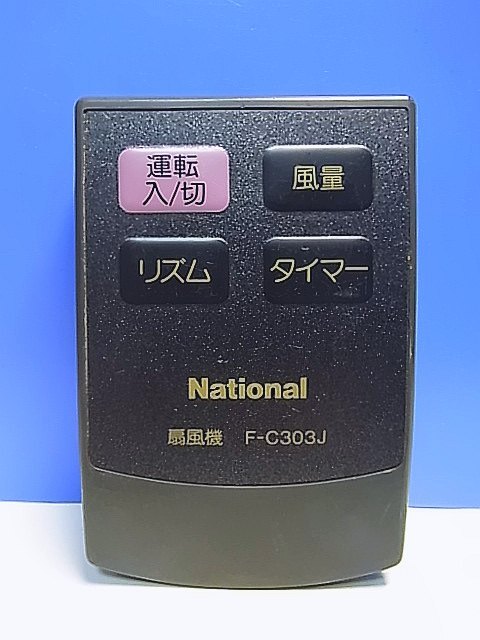 運転
入/切
風量
リズム
タイマー
National
扇風機 F-C303J